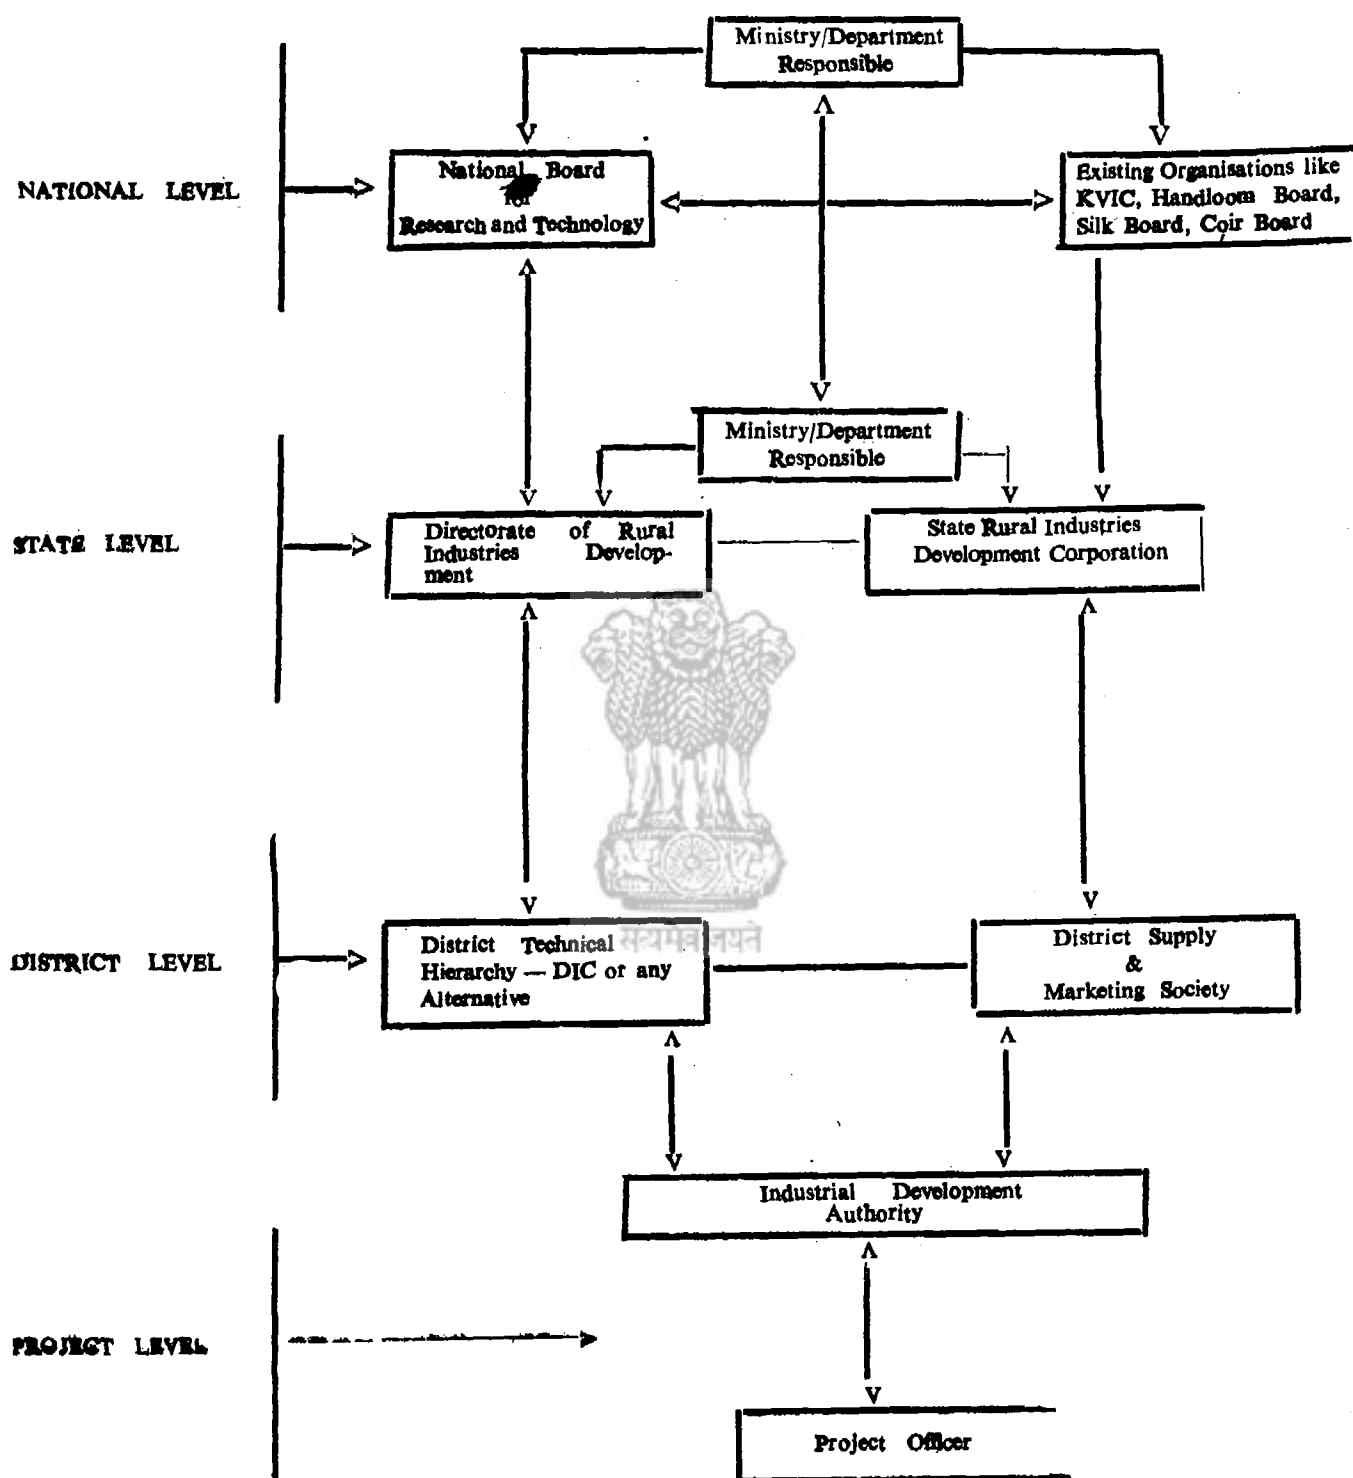 Ministry/Department
Responsible
NATIONAL LEVEL
National Board
for
Research and Technology
Existing Organisations like
KVIC, Handloom Board,
Silk Board, Coir Board
Ministry/Department
Responsible
STATE LEVEL
Directorate of Rural
Industries Develop-
ment
State Rural Industries
Development Corporation
सत्यमेव जयते
DISTRICT LEVEL
District Technical
Hierarchy — DIC or any
Alternative
District Supply
&
Marketing Society
Industrial Development
Authority
PROJECT LEVEL
Project Officer